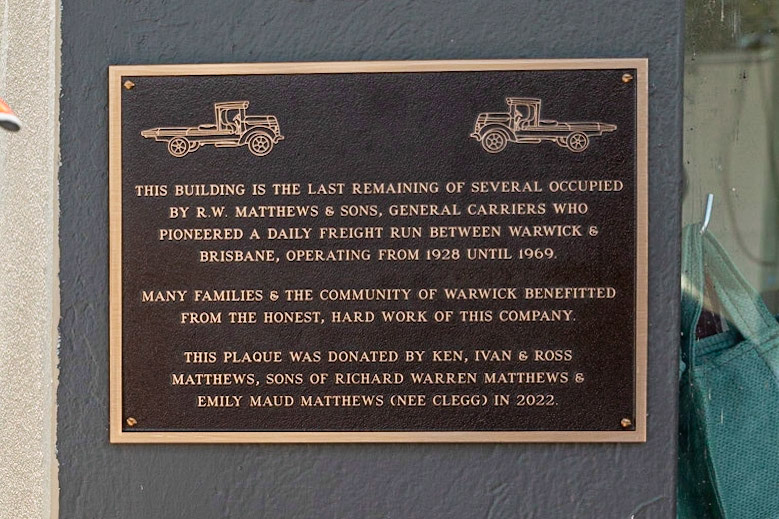 THIS BUILDING IS THE LAST REMAINING OF SEVERAL OCCUPIED
BY R.W. MATTHEWS & SONS, GENERAL CARRIERS WHO
PIONEERED A DAILY FREIGHT RUN BETWEEN WARWICK &
BRISBANE, OPERATING FROM 1928 UNTIL 1969.
MANY FAMILIES & THE COMMUNITY OF WARWICK BENEFITTED
FROM THE HONEST, HARD WORK OF THIS COMPANY.
THIS PLAQUE WAS DONATED BY KEN, IVAN & ROSS
MATTHEWS, SONS OF RICHARD WARREN MATTHEWS &
EMILY MAUD MATTHEWS (NEE CLEGG) IN 2022.